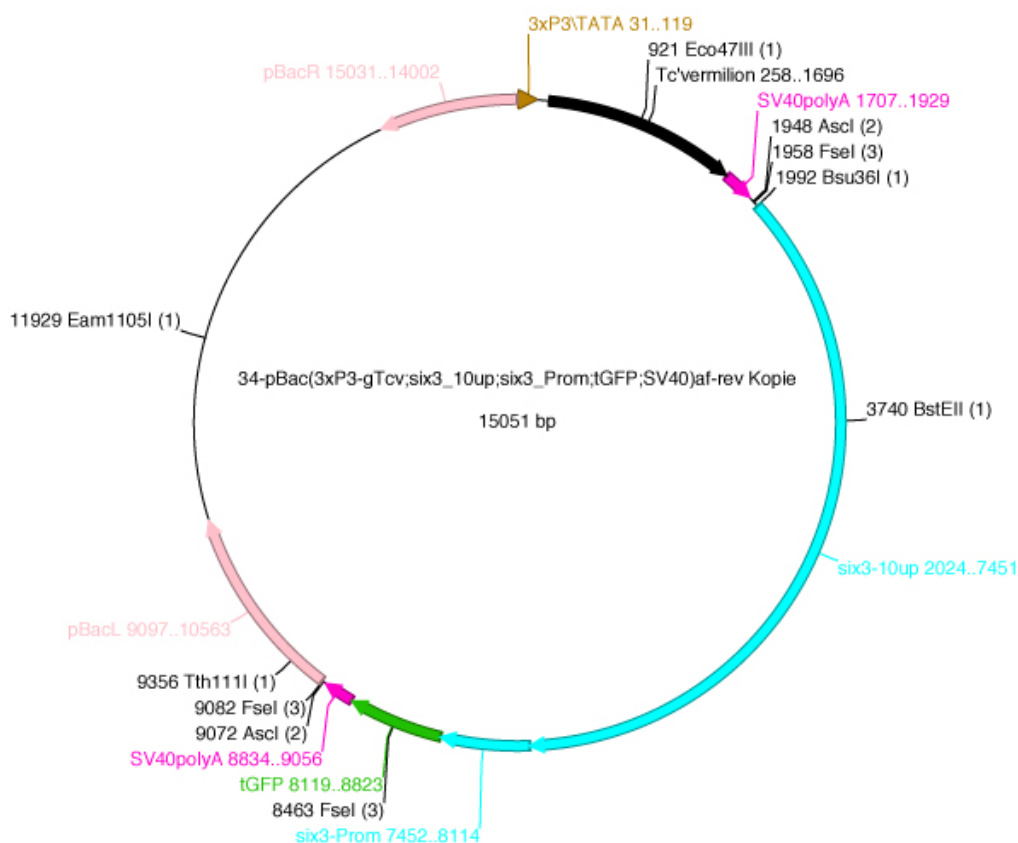 3xP3\TATA 31..119
921 Eco47III (1)
pBacR 15031..14002
Tc'vermilion 258..1696
SV40polyA 1707..1929
1948 AscI (2)
1958 FseI (3)
1992 Bsu36I (1)
11929 Eam1105I (1)
34-pBac(3xP3-gTcv;six3_10up;six3_Prom;tGFP;SV40)af-rev Kopie
15051 bp
3740 BstEII (1)
six3-10up 2024..7451
pBacL 9097..10563
9356 Tth111I (1)
9082 FseI (3)
9072 AscI (2)
SV40polyA 8834..9056
tGFP 8119..8823
8463 FseI (3)
six3-Prom 7452..8114